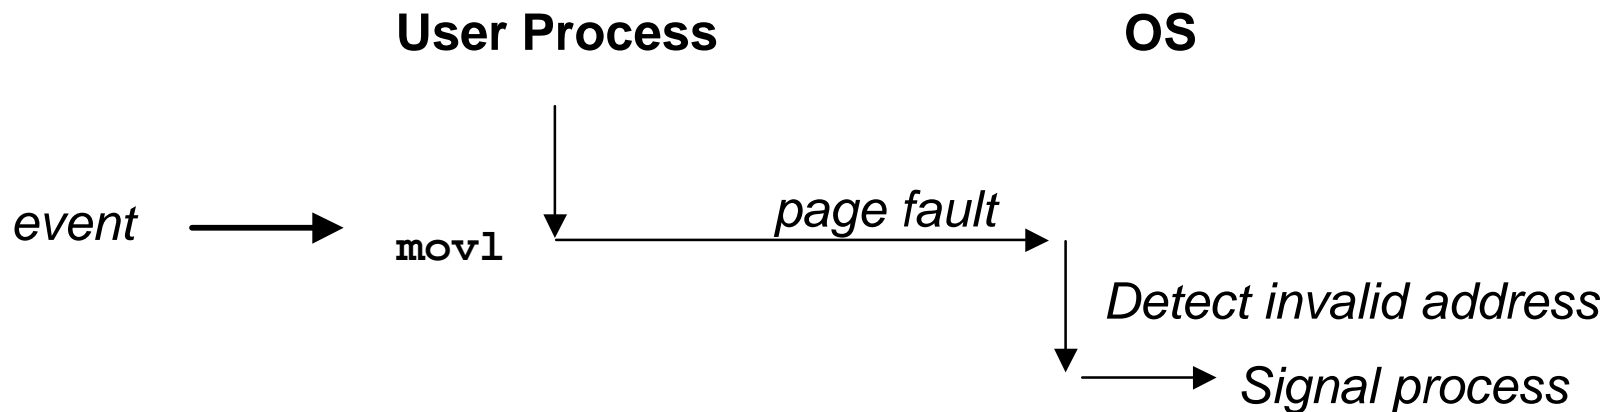 User Process
OS
event
movl
page fault
Detect invalid address
Signal process